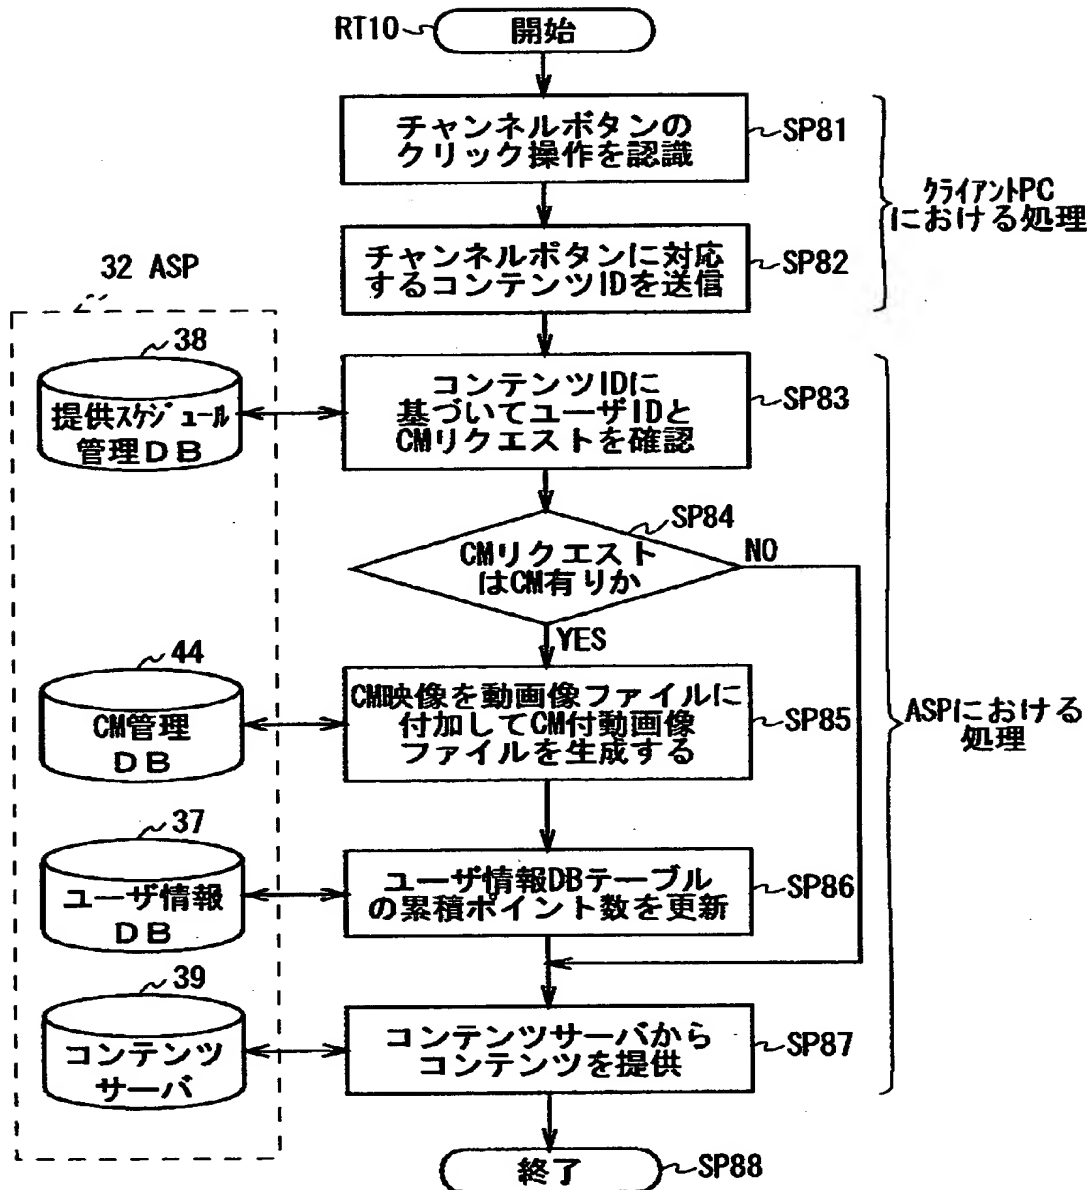 RT10
開始
チャンネルボタンの
クリック操作を認識
SP81
クライアントPC
における処理
チャンネルボタンに対応
するコンテンツIDを送信
SP82
32 ASP
38
提供スケジュール
管理DB
コンテンツIDに
基づいてユーザIDと
CMリクエストを確認
SP83
SP84
CMリクエスト
はCM有りか
NO
YES
44
CM管理
DB
CM映像を動画像ファイルに
付加してCM付動画像
ファイルを生成する
SP85
ASPにおける
処理
37
ユーザ情報
DB
ユーザ情報DBテーブル
の累積ポイント数を更新
SP86
39
コンテンツ
サーバ
コンテンツサーバから
コンテンツを提供
SP87
終了
SP88